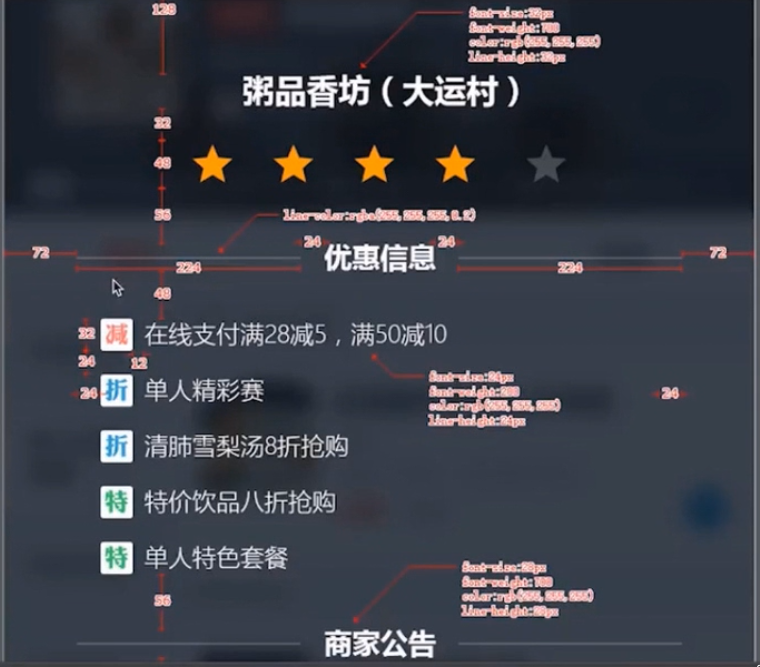 128
font-size:32px
font-weight:700
color:rgb(255,255,255)
line-height:32px
粥品香坊（大运村）
32
48
56
line-color:rgba(255,255,255,0.2)
72
24
24
72
优惠信息
224
224
48
32
减 在线支付满28减5，满50减10
24
12
font-size:24px
font-weight:200
color:rgb(255,255,255)
line-height:24px
24
折 单人精彩赛
24
折 清肺雪梨汤8折抢购
特 特价饮品八折抢购
特 单人特色套餐
56
font-size:28px
font-weight:700
color:rgb(255,255,255)
line-height:28px
商家公告